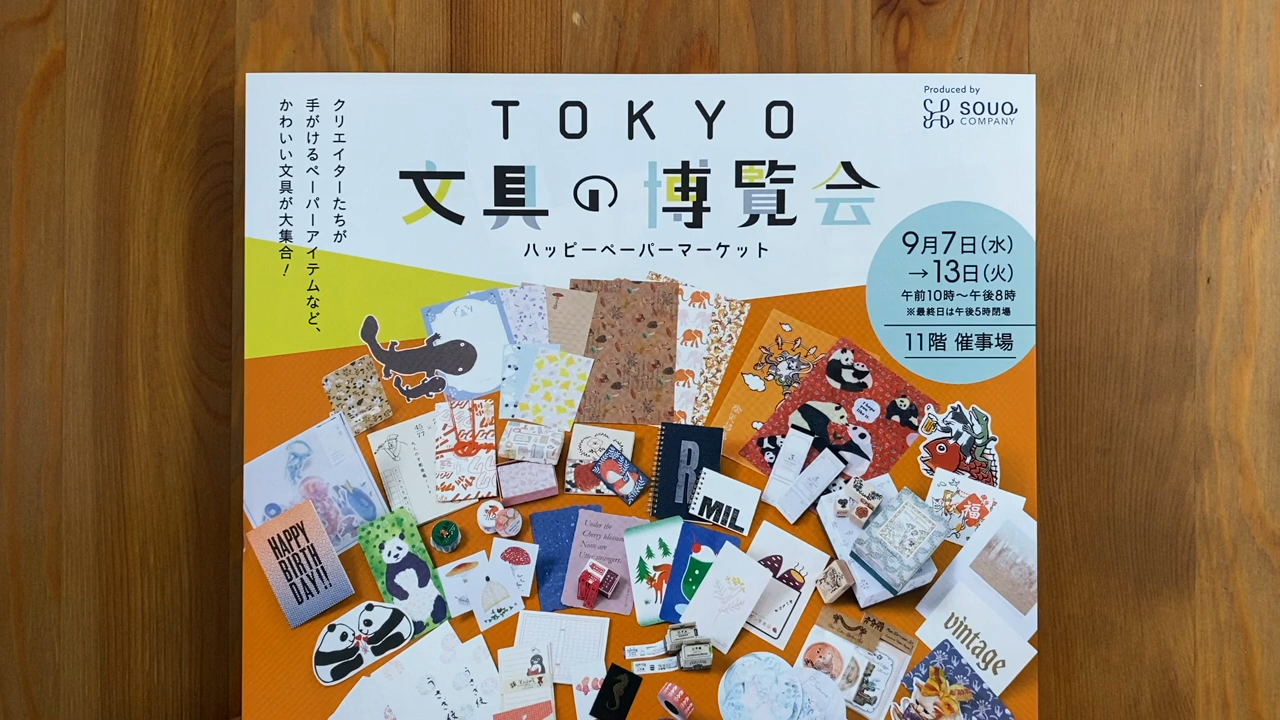 TOKYO
文具の博覧会
ハッピーペーパーマーケット
クリエイターたちが
手がけるペーパーアイテムなど、
かわいい文具が大集合!
Produced by
SOUO
COMPANY
9月7日(水)
→13日(火)
午前10時〜午後8時
※最終日は午後5時閉場
11階 催事場
R
MIL
HAPPY
BIRTH
DAY!!
Under the
Cherry blossoms
None are
Utter strangers.
福
vintage